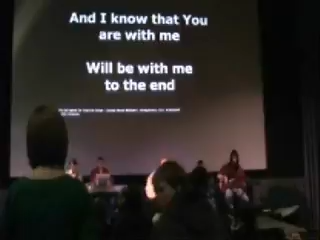 And I know that You
are with me
Will be with me
to the end